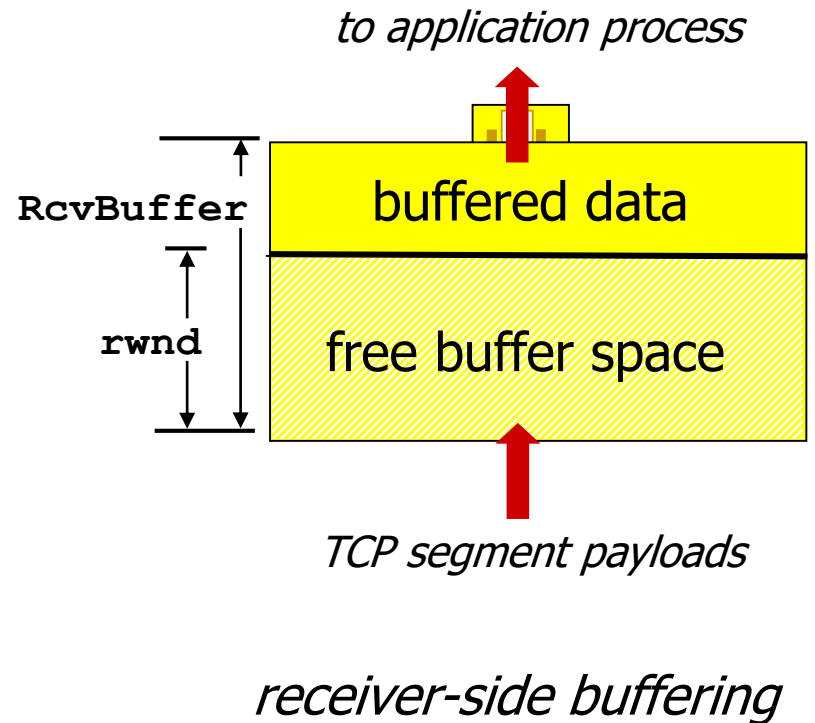 to application process
RcvBuffer
buffered data
rwnd
free buffer space
TCP segment payloads
receiver-side buffering